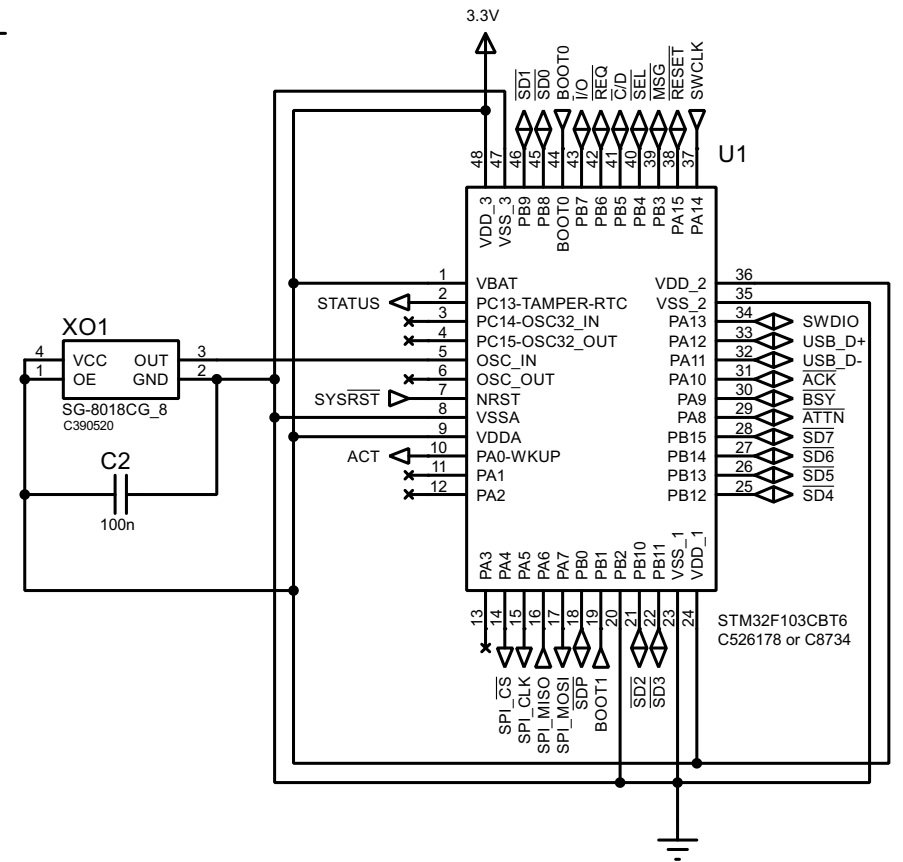 3.3V
SD1
SD0
BOOT0
I/O
REQ
C/D
SEL
MSG
RESET
SWCLK
48
47
46
45
44
43
42
41
40
39
38
37
U1
VDD_3
VSS_3
PB9
PB8
BOOT0
PB7
PB6
PB5
PB4
PB3
PA15
PA14
1 VBAT
STATUS 2 PC13-TAMPER-RTC
3 PC14-OSC32_IN
4 PC15-OSC32_OUT
5 OSC_IN
6 OSC_OUT
SYSRST 7 NRST
8 VSSA
9 VDDA
ACT 10 PA0-WKUP
11 PA1
12 PA2
VDD_2 36
VSS_2 35
PA13 34 SWDIO
PA12 33 USB_D+
PA11 32 USB_D-
PA10 31 ACK
PA9 30 BSY
PA8 29 ATTN
PB15 28 SD7
PB14 27 SD6
PB13 26 SD5
PB12 25 SD4
XO1
4 VCC OUT 3
1 OE GND 2
SG-8018CG_8
C390520
C2
100n
PA3
PA4
PA5
PA6
PA7
PB0
PB1
PB2
PB10
PB11
VSS_1
VDD_1
13
14
15
16
17
18
19
20
21
22
23
24
STM32F103CBT6
C526178 or C8734
SPI_CS
SPI_CLK
SPI_MISO
SPI_MOSI
SDP
BOOT1
SD2
SD3